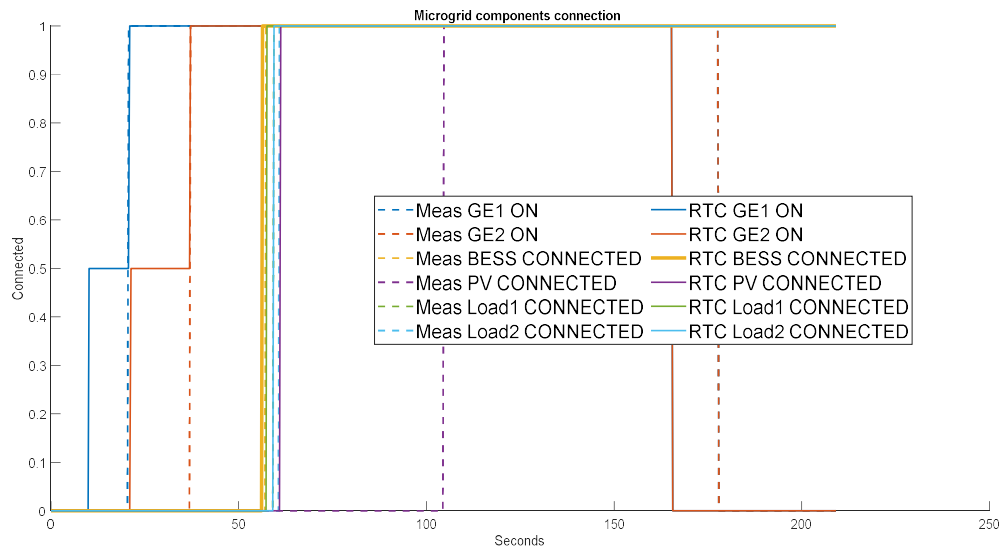 Microgrid components connection
1
0.9
0.8
0.7
0.6
0.5
0.4
0.3
0.2
0.1
0
Connected
Meas GE1 ON RTC GE1 ON
Meas GE2 ON RTC GE2 ON
Meas BESS CONNECTED RTC BESS CONNECTED
Meas PV CONNECTED RTC PV CONNECTED
Meas Load1 CONNECTED RTC Load1 CONNECTED
Meas Load2 CONNECTED RTC Load2 CONNECTED
0 50 100 150 200 250
Seconds